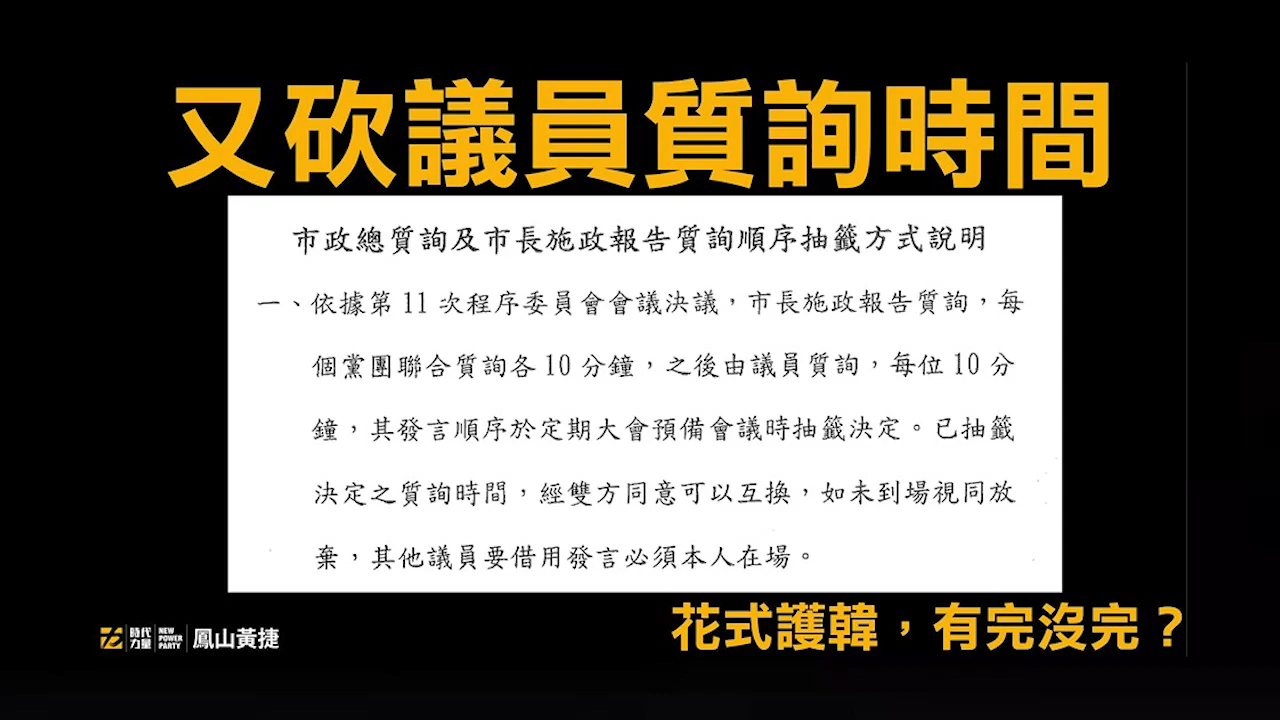 又砍議員質詢時間
市政總質詢及市長施政報告質詢順序抽籤方式說明
一、依據第 11 次程序委員會會議決議，市長施政報告質詢，每
個黨團聯合質詢各 10 分鐘，之後由議員質詢，每位 10 分
鐘，其發言順序於定期大會預備會議時抽籤決定。已抽籤
決定之質詢時間，經雙方同意可以互換，如未到場視同放
棄，其他議員要借用發言必須本人在場。
花式護韓，有完沒完？
時代
力量
NEW
POWER
PARTY
鳳山黃捷